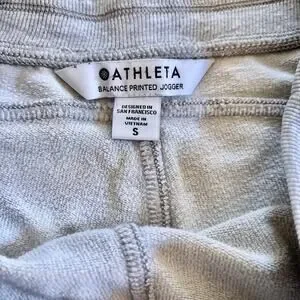 ATHLETA
BALANCE PRINTED JOGGER
DESIGNED IN
SAN FRANCISCO
MADE IN
VIETNAM
S